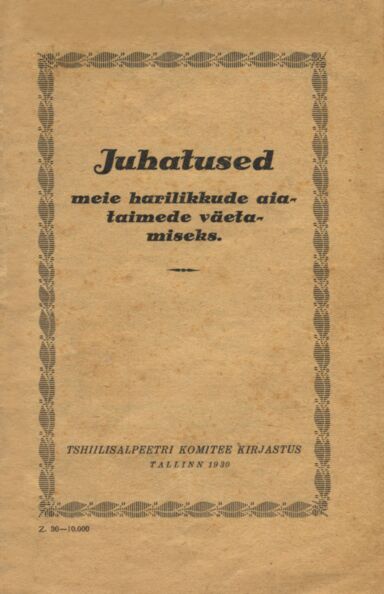 Juhatused
meie harilikkude aia-
taimede väeta-
miseks.
TSHIILISALPEETRI KOMITEE KIRJASTUS
TALLINN 1930
Z. 30—10.000